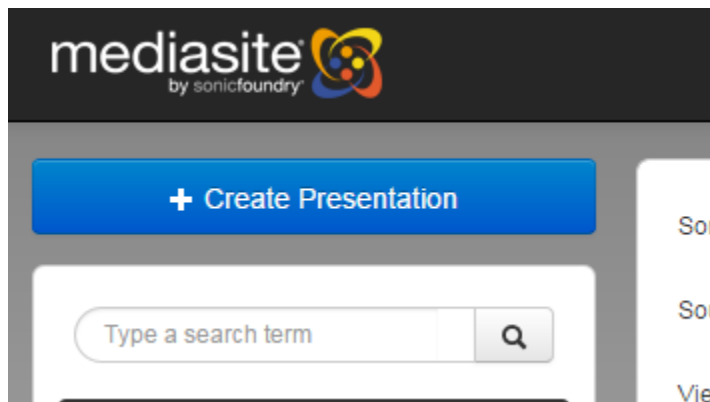 mediasite
by sonicfoundry
+ Create Presentation
Type a search term